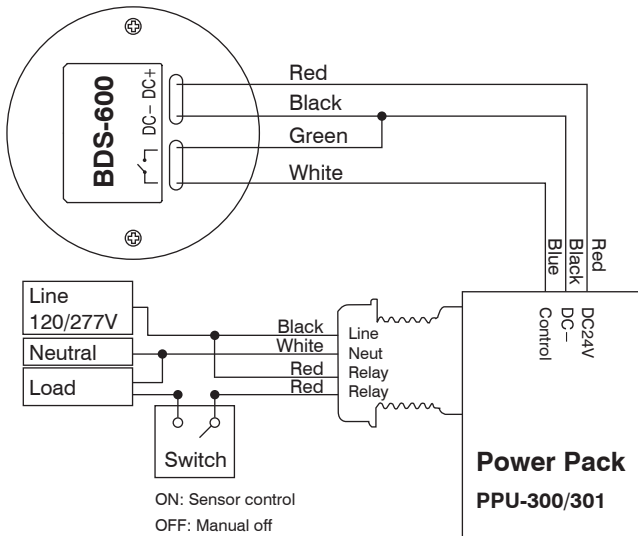 BDS-600
DC- DC+
Red
Black
Green
White
Blue
Black
Red
Line
120/277V
Neutral
Load
Black
White
Red
Red
Line
Neut
Relay
Relay
Control
DC-
DC24V
Switch
ON: Sensor control
OFF: Manual off
Power Pack
PPU-300/301